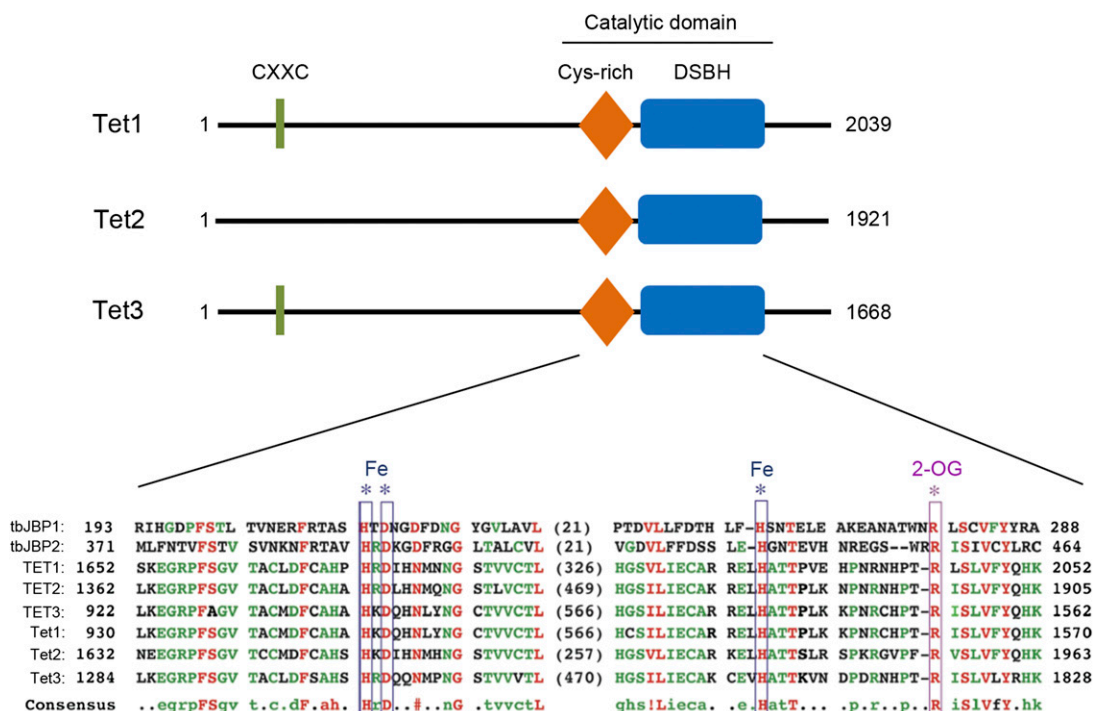 Catalytic domain
CXXC Cys-rich DSBH
Tet1 1 2039
Tet2 1 1921
Tet3 1 1668
Fe Fe 2-OG
* * * *
tbJBP1: 193 RIHGDPFSTL TVNERFRTAS HTDNGDFDNG YGVLAVL (21) PTDVLLFDTH LF-HSNTELE AKEANATWNR LSCVFYYRA 288
tbJBP2: 371 MLFNTVFSTV SVNKNFRTAV HRDKGDFRGG LTALCVL (21) VGDVLFFDSS LE-HGNTEVH NREGS--WRR ISIVCYLRC 464
TET1: 1652 SKEGRPFSGV TACLDFCAHP HRDIHNMNNG STVVCTL (326) HGSVLIECAR RELHATTPVE HPNRNHPT-R LSLVFYQHK 2052
TET2: 1362 LKEGRPFSGV TACLDFCAHA HRDLHNMQNG STLVCTL (469) HGSVLIECAR RELHATTPVE HPNRNHPT-R ISLVFYQHK 1905
TET3: 922 LKEGRPFAGV TACMDFCAHA HKDQHNLYNG CTVVCTL (566) HGSVLIECAR RELHATTPLK KPNRCHPT-R ISLVFYQHK 1562
Tet1: 930 LKEGRPFSGV TACMDFCAHA HKDQHNLYNG CTVVCTL (566) HCSILIECAR RELHATTPLK KPNRCHPT-R ISLVFYQHK 1570
Tet2: 1632 NEEGRPFSGV TCCMDFCAHS HKDIHNMHNG STVVCTL (257) HGSVLIECAR KELHATTSLR SPKRGVPF-R VSLVFYQHK 1963
Tet3: 1284 LKEGRPFSGV TACLDFSAHS HRDQQNMPNG STVVVTL (470) HGSVLIECAK CEVHATTKVN DPDRNHPT-R ISLVLYRHK 1828
Consensus ..egrpFSgv t.c.dF.ah. HrD..#..nG .tvvctL ghs!Lieca. .e.HatT... .p.r..p..R iSlvfY.hk